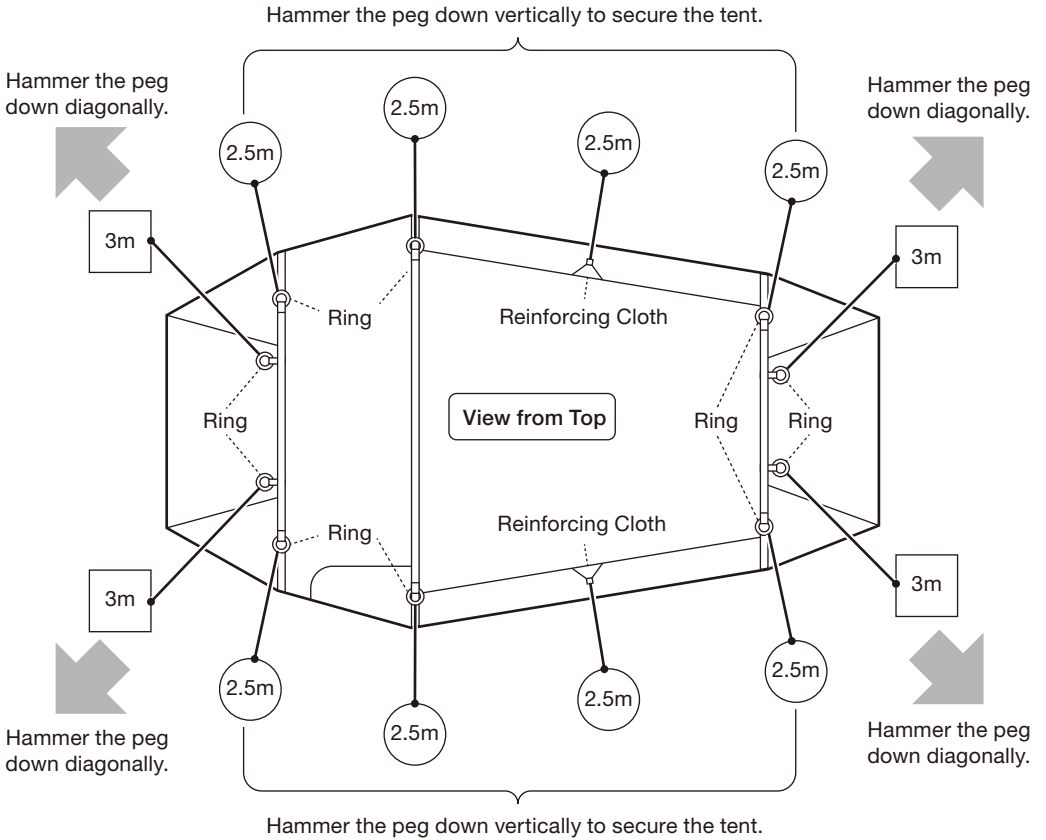 Hammer the peg down vertically to secure the tent.
Hammer the peg
down diagonally.
Hammer the peg
down diagonally.
2.5m
2.5m
2.5m
2.5m
3m
3m
Ring
Reinforcing Cloth
View from Top
Ring
Ring
Ring
Reinforcing Cloth
Ring
3m
3m
2.5m
2.5m
2.5m
2.5m
Hammer the peg
down diagonally.
Hammer the peg
down diagonally.
Hammer the peg down vertically to secure the tent.